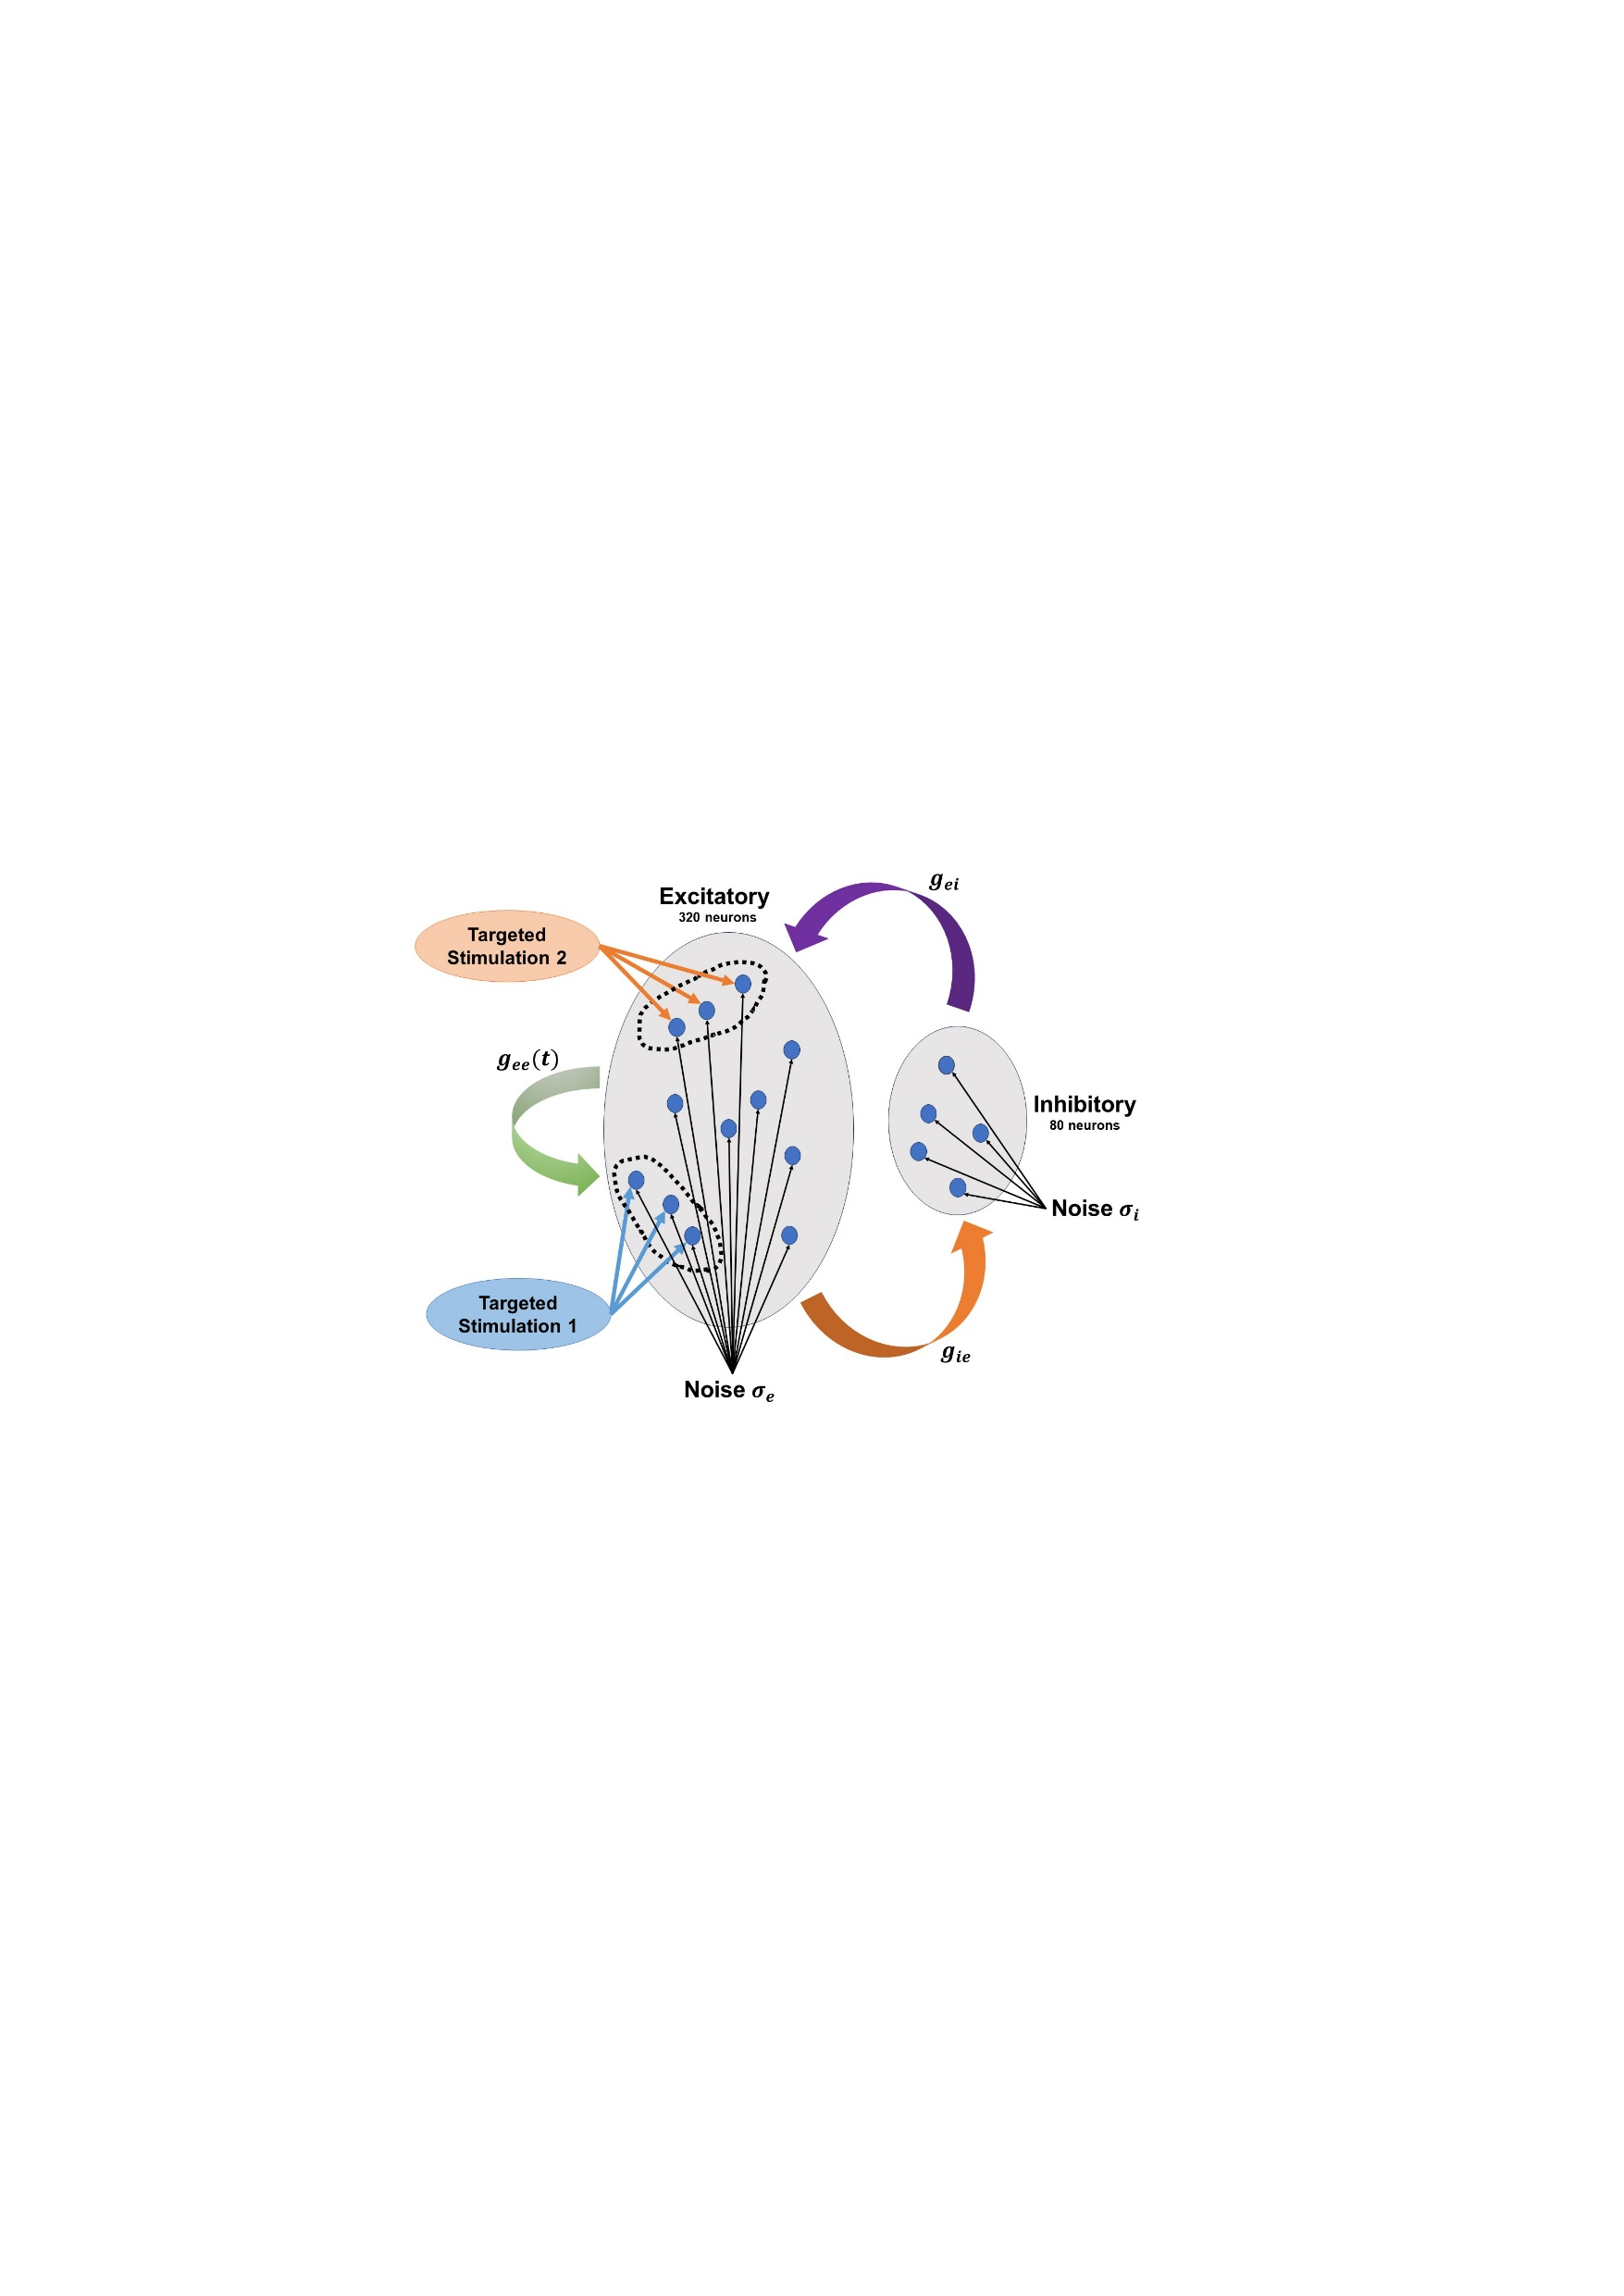 g_ei
Excitatory
320 neurons
Targeted
Stimulation 2
g_ee(t)
Inhibitory
80 neurons
Noise σ_i
Targeted
Stimulation 1
g_ie
Noise σ_e